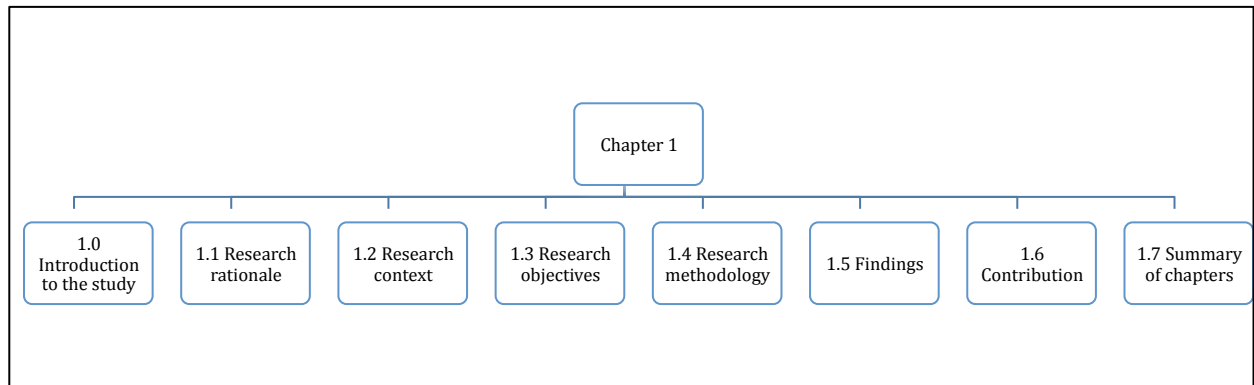 Chapter 1
1.0
Introduction
to the study
1.1 Research
rationale
1.2 Research
context
1.3 Research
objectives
1.4 Research
methodology
1.5 Findings
1.6
Contribution
1.7 Summary
of chapters